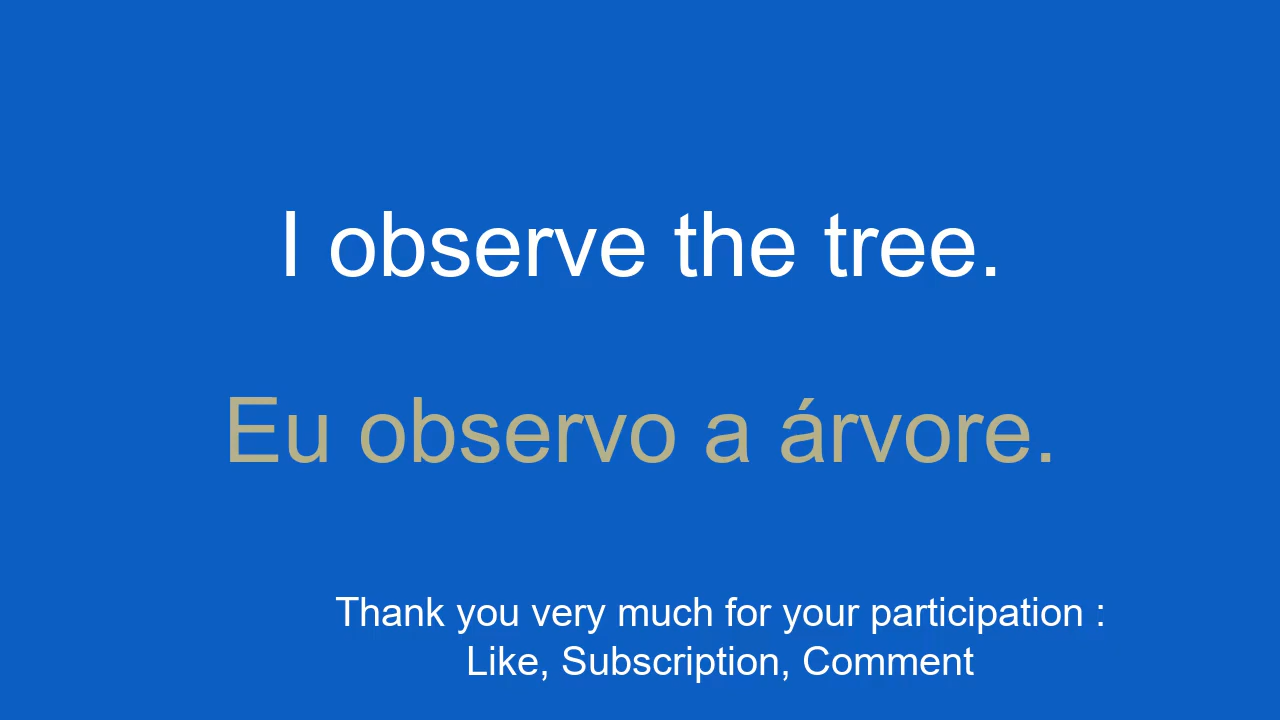 I observe the tree.
Eu observo a árvore.
Thank you very much for your participation :
Like, Subscription, Comment